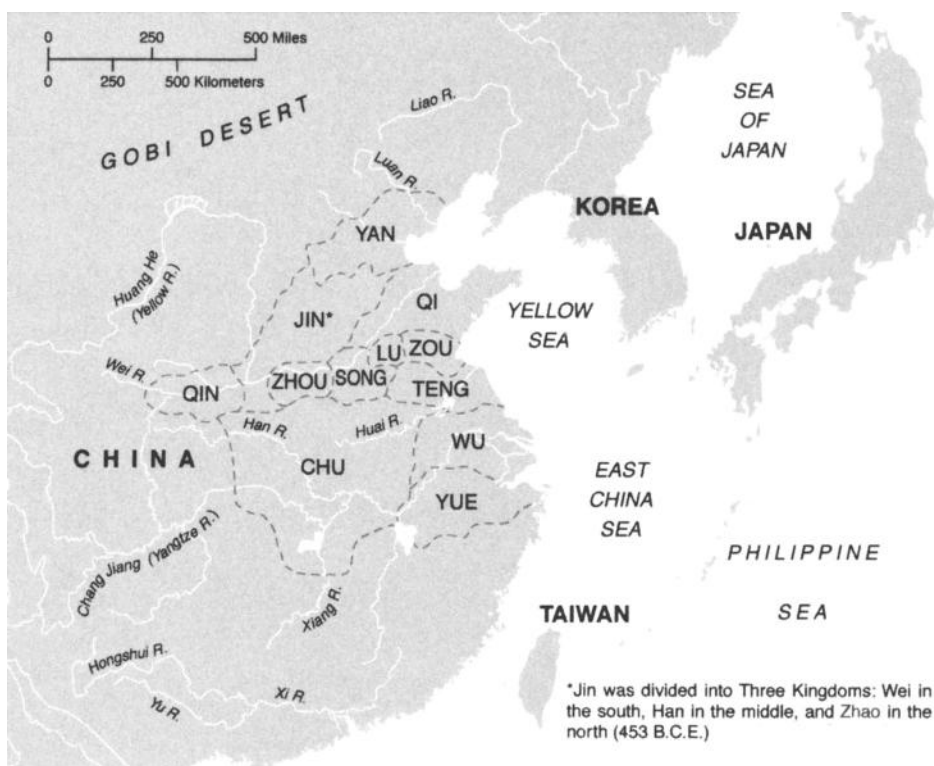 0 250 500 Miles
0 250 500 Kilometers
GOBI DESERT
Liao R.
Luan R.
SEA
OF
JAPAN
KOREA
JAPAN
YAN
Huang He
(Yellow R.)
JIN*
QI
YELLOW
SEA
LU
ZOU
Wei R.
QIN
ZHOU
SONG
TENG
Han R.
Huai R.
CHINA
CHU
WU
YUE
EAST
CHINA
SEA
Chang Jiang (Yangtze R.)
PHILIPPINE
SEA
Xiang R.
TAIWAN
Hongshui R.
Yu R.
Xi R.
*Jin was divided into Three Kingdoms: Wei in
the south, Han in the middle, and Zhao in the
north (453 B.C.E.)